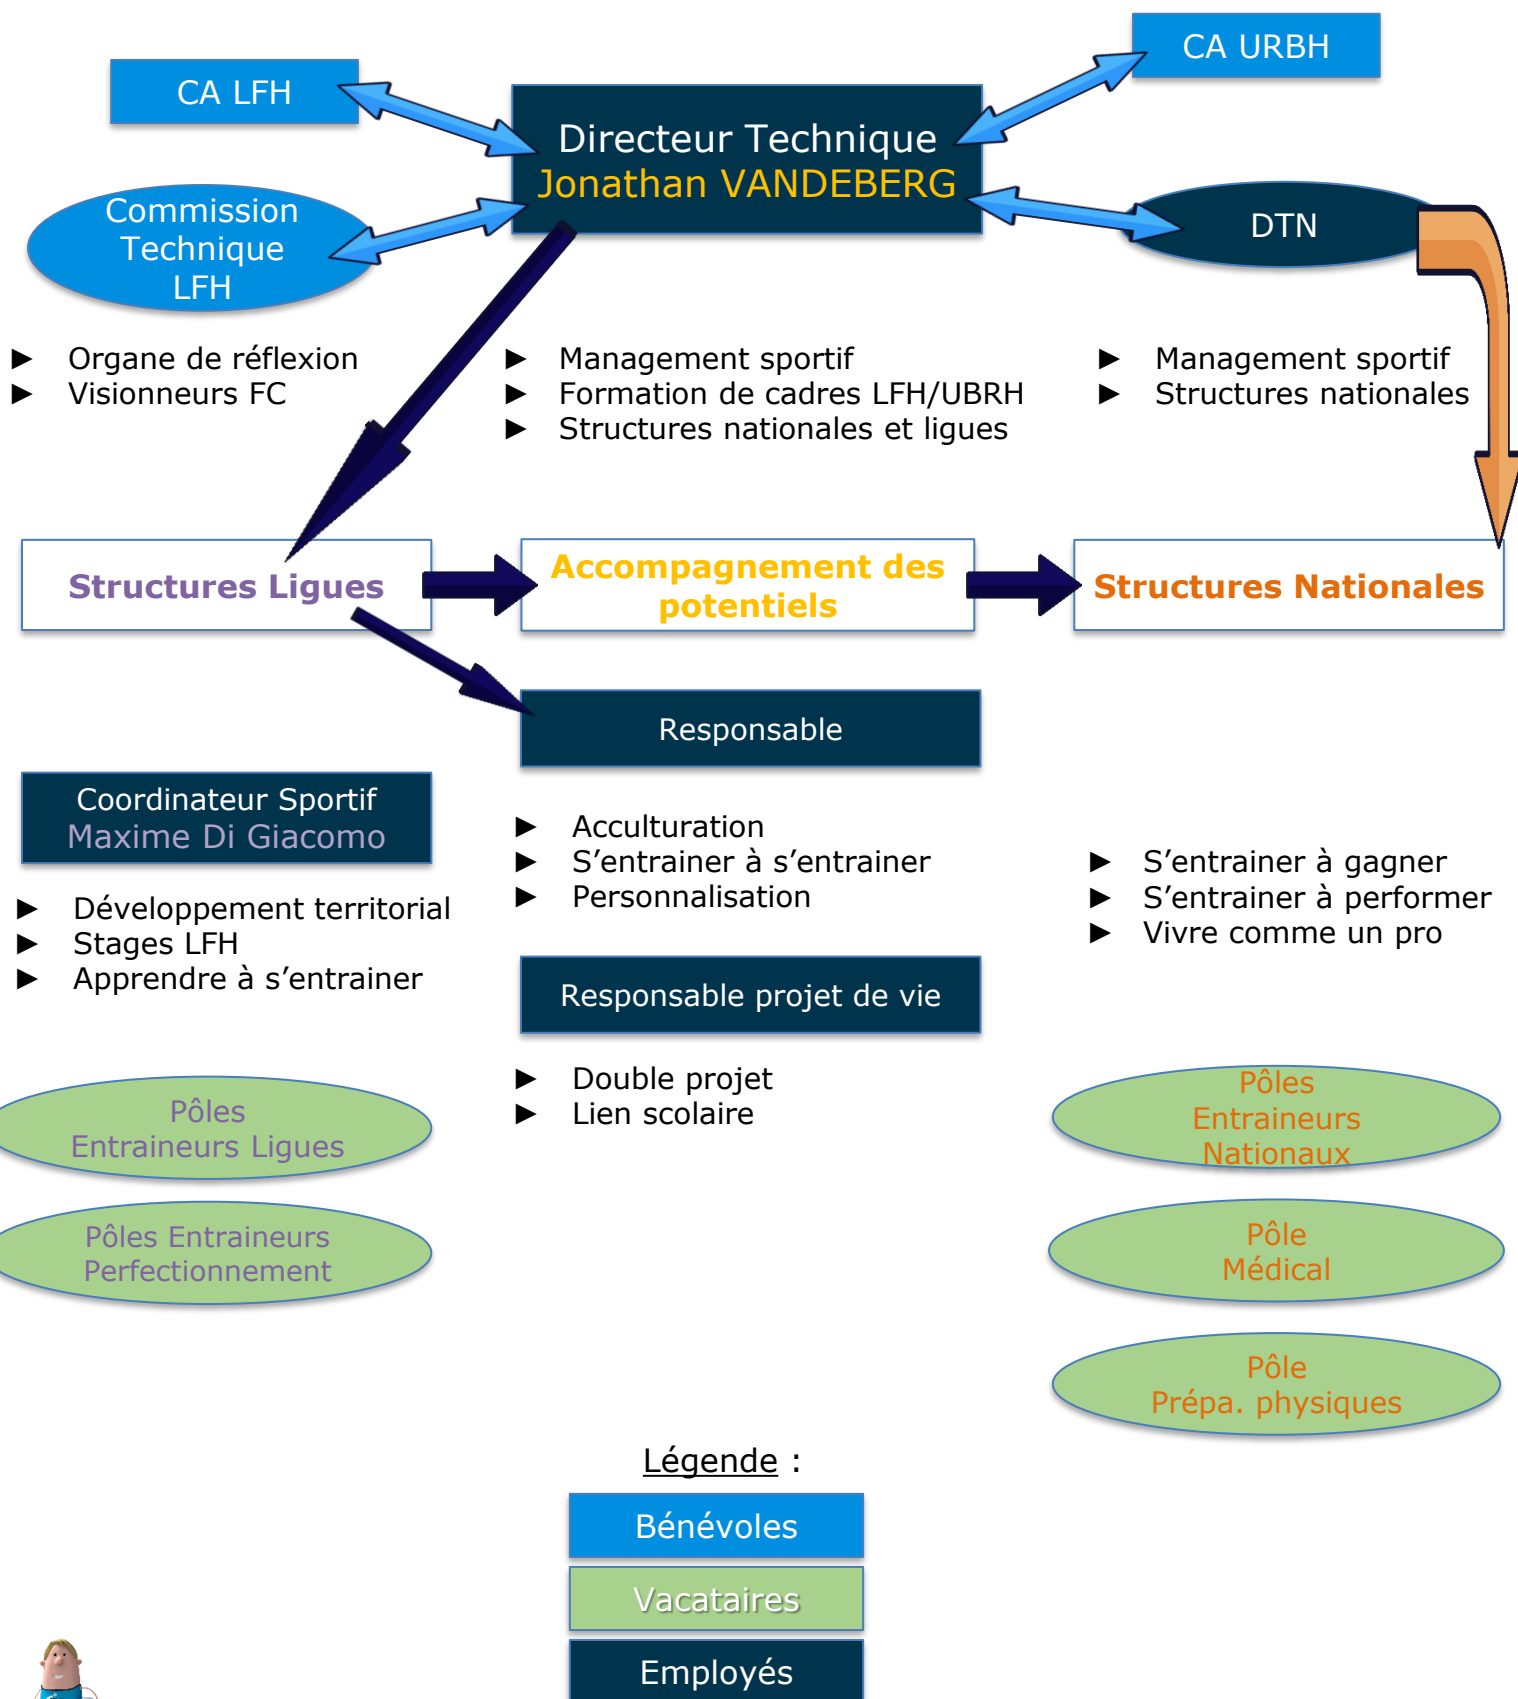 CA URBH
CA LFH
Directeur Technique
Jonathan VANDEBERG
Commission
Technique
LFH
DTN
► Organe de réflexion
► Visionneurs FC
► Management sportif
► Formation de cadres LFH/UBRH
► Structures nationales et ligues
► Management sportif
► Structures nationales
Structures Ligues
Accompagnement des
potentiels
Structures Nationales
Responsable
Coordinateur Sportif
Maxime Di Giacomo
► Acculturation
► S’entrainer à s’entrainer
► Personnalisation
► S’entrainer à gagner
► S’entrainer à performer
► Vivre comme un pro
► Développement territorial
► Stages LFH
► Apprendre à s’entrainer
Responsable projet de vie
► Double projet
► Lien scolaire
Pôles
Entraineurs Ligues
Pôles Entraineurs
Perfectionnement
Pôles
Entraineurs
Nationaux
Pôle
Médical
Pôle
Prépa. physiques
Légende :
Bénévoles
Vacataires
Employés